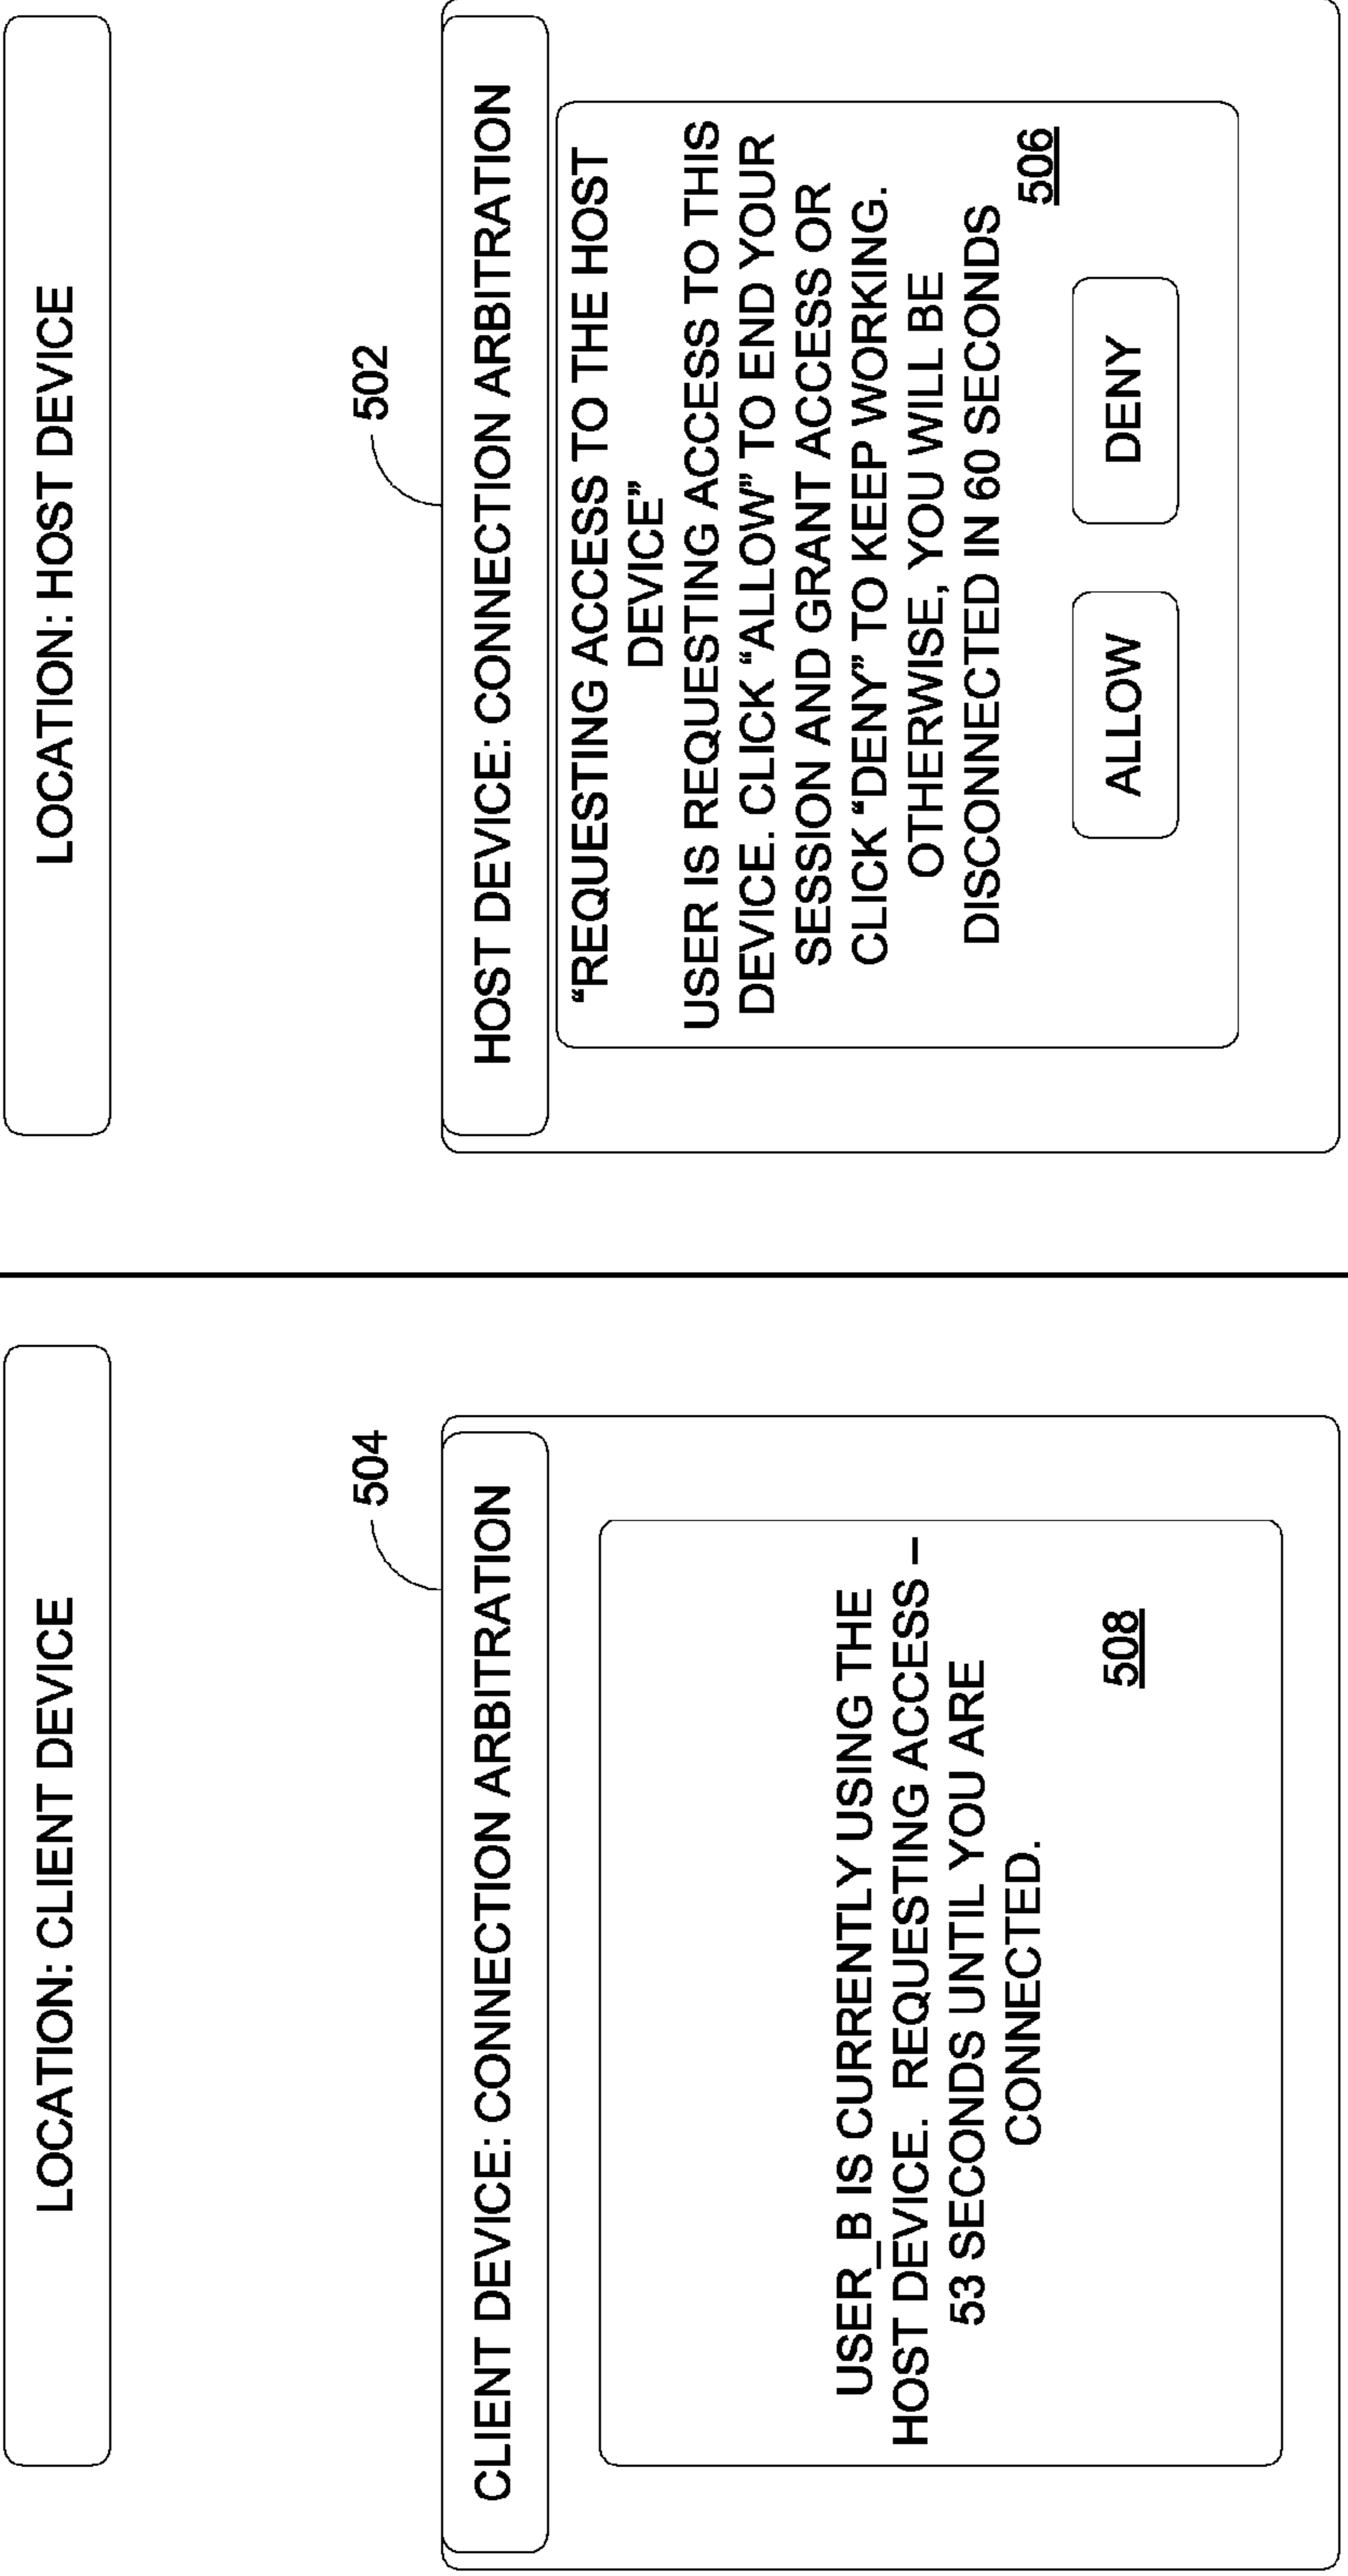 LOCATION: CLIENT DEVICE
504
CLIENT DEVICE: CONNECTION ARBITRATION
USER_B IS CURRENTLY USING THE
HOST DEVICE. REQUESTING ACCESS –
53 SECONDS UNTIL YOU ARE
CONNECTED.
508
LOCATION: HOST DEVICE
502
HOST DEVICE: CONNECTION ARBITRATION
“REQUESTING ACCESS TO THE HOST
DEVICE”
USER IS REQUESTING ACCESS TO THIS
DEVICE. CLICK “ALLOW” TO END YOUR
SESSION AND GRANT ACCESS OR
CLICK “DENY” TO KEEP WORKING.
OTHERWISE, YOU WILL BE
DISCONNECTED IN 60 SECONDS
506
ALLOW
DENY